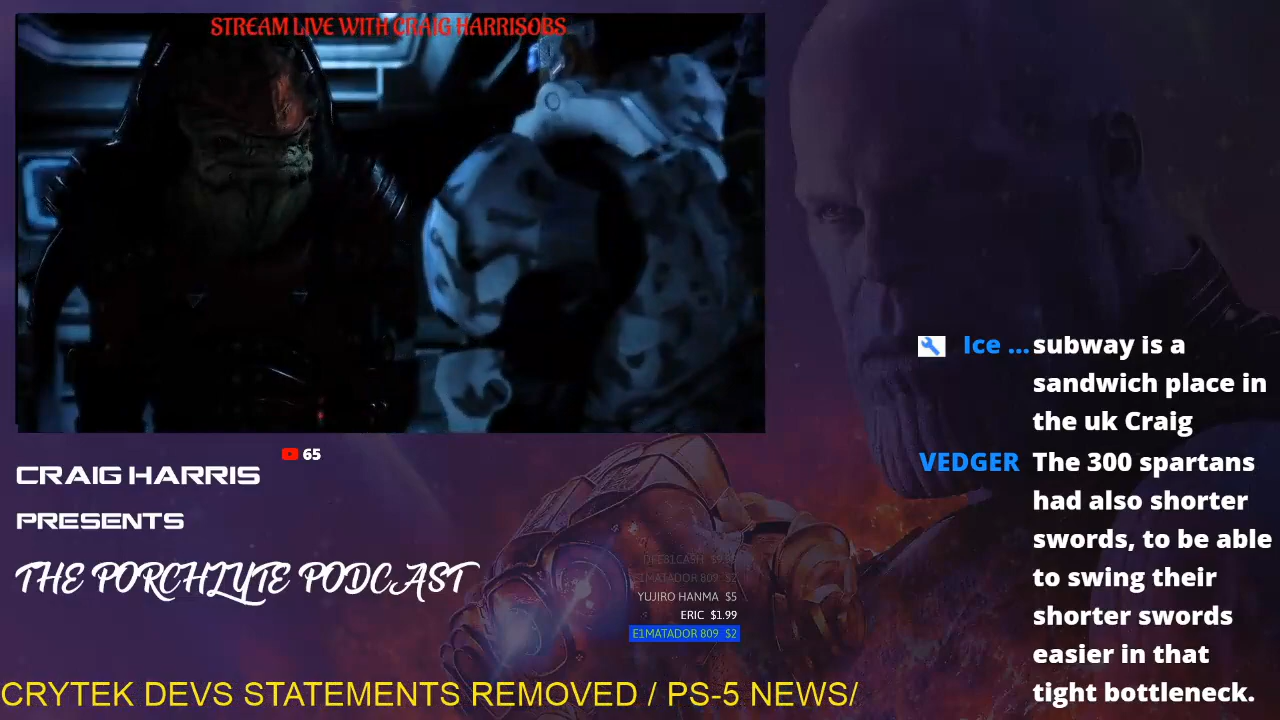 STREAM LIVE WITH CRAIG HARRISOBS
Ice ... subway is a
sandwich place in
the uk Craig
VEDGER The 300 spartans
had also shorter
swords, to be able
to swing their
shorter swords
easier in that
tight bottleneck.
65
CRAIG HARRIS
PRESENTS
THE PORCHLYTE PODCAST
E1MATADOR 809 $2
YUJIRO HANMA $5
ERIC $1.99
E1MATADOR 809 $2
CRYTEK DEVS STATEMENTS REMOVED / PS-5 NEWS/